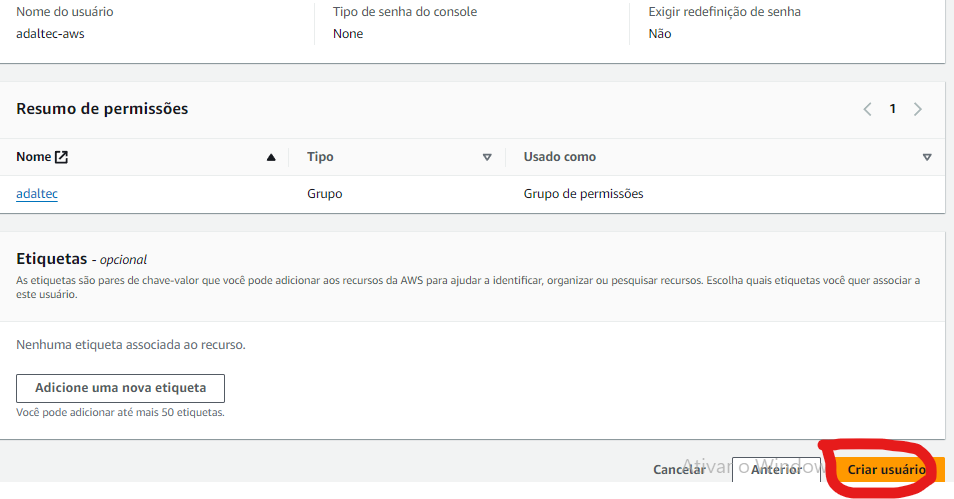 Nome do usuário
Tipo de senha do console
Exigir redefinição de senha
adaltec-aws
None
Não
Resumo de permissões
1
Nome
Tipo
Usado como
adaltec
Grupo
Grupo de permissões
Etiquetas - opcional
As etiquetas são pares de chave-valor que você pode adicionar aos recursos da AWS para ajudar a identificar, organizar ou pesquisar recursos. Escolha quais etiquetas você quer associar a
este usuário.
Nenhuma etiqueta associada ao recurso.
Adicione uma nova etiqueta
Você pode adicionar até mais 50 etiquetas.
Cancelar
Anterior
Criar usuário
Ativar o Window